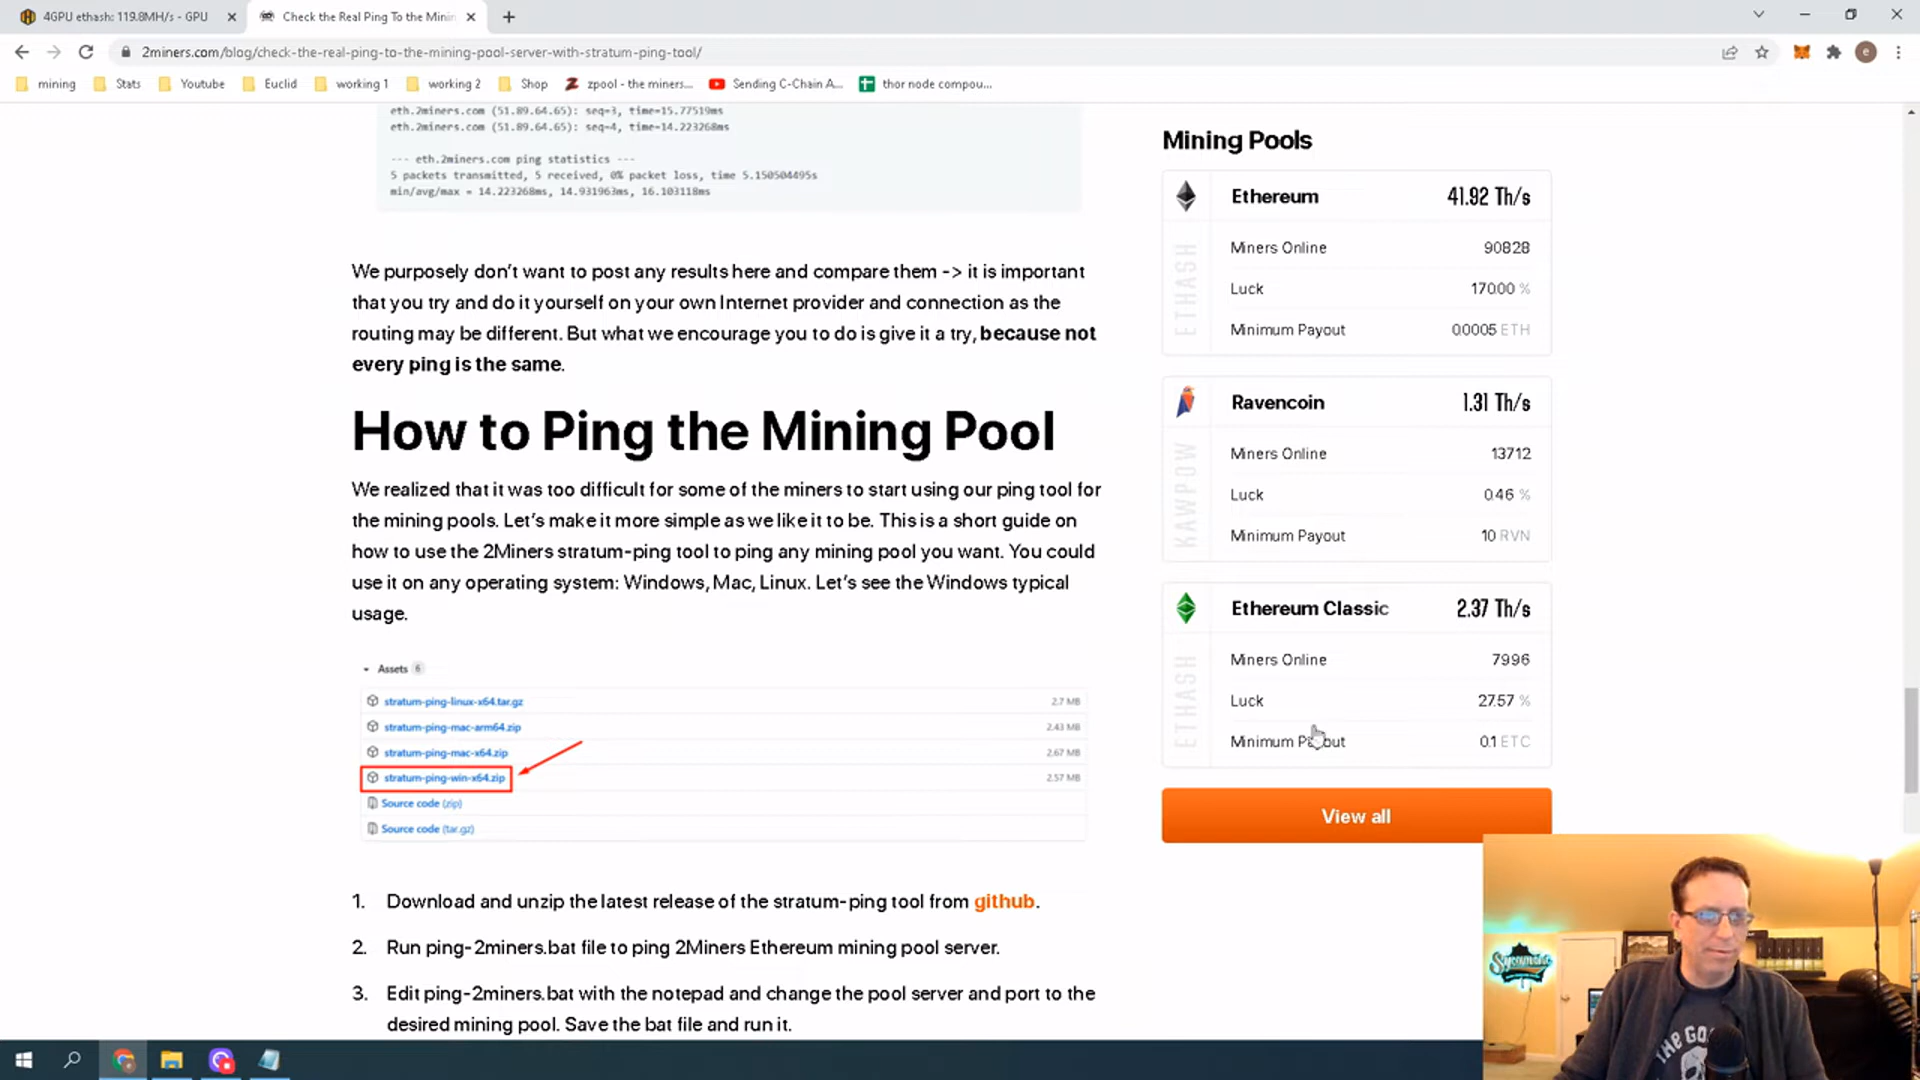 4GPU ethash: 119.8MH/s - GPU
Check the Real Ping To the Minin
2miners.com/blog/check-the-real-ping-to-the-mining-pool-server-with-stratum-ping-tool/
e
mining
Stats
Youtube
Euclid
working 1
working 2
Shop
zpool - the miners...
Sending C-Chain A...
thor node compou...
eth.2miners.com (51.89.64.65): seq=3, time=15.77519ms
eth.2miners.com (51.89.64.65): seq=4, time=14.223268ms
--- eth.2miners.com ping statistics ---
5 packets transmitted, 5 received, 0% packet loss, time 5.150504495s
min/avg/max = 14.223268ms, 14.931963ms, 16.103118ms
We purposely don't want to post any results here and compare them -> it is important
that you try and do it yourself on your own Internet provider and connection as the
routing may be different. But what we encourage you to do is give it a try, because not
every ping is the same.
How to Ping the Mining Pool
We realized that it was too difficult for some of the miners to start using our ping tool for
the mining pools. Let's make it more simple as we like it to be. This is a short guide on
how to use the 2Miners stratum-ping tool to ping any mining pool you want. You could
use it on any operating system: Windows, Mac, Linux. Let's see the Windows typical
usage.
Assets 6
stratum-ping-linux-x64.tar.gz 2.7 MB
stratum-ping-mac-arm64.zip 2.43 MB
stratum-ping-mac-x64.zip 2.67 MB
stratum-ping-win-x64.zip 2.57 MB
Source code (zip)
Source code (tar.gz)
1. Download and unzip the latest release of the stratum-ping tool from github.
2. Run ping-2miners.bat file to ping 2Miners Ethereum mining pool server.
3. Edit ping-2miners.bat with the notepad and change the pool server and port to the
desired mining pool. Save the bat file and run it.
Mining Pools
Ethereum 41.92 Th/s
ETHASH
Miners Online 90828
Luck 170.00 %
Minimum Payout 0.0005 ETH
Ravencoin 1.31 Th/s
KAWPOW
Miners Online 13712
Luck 0.46 %
Minimum Payout 10 RVN
Ethereum Classic 2.37 Th/s
ETHASH
Miners Online 7996
Luck 27.57 %
Minimum Payout 0.1 ETC
View all